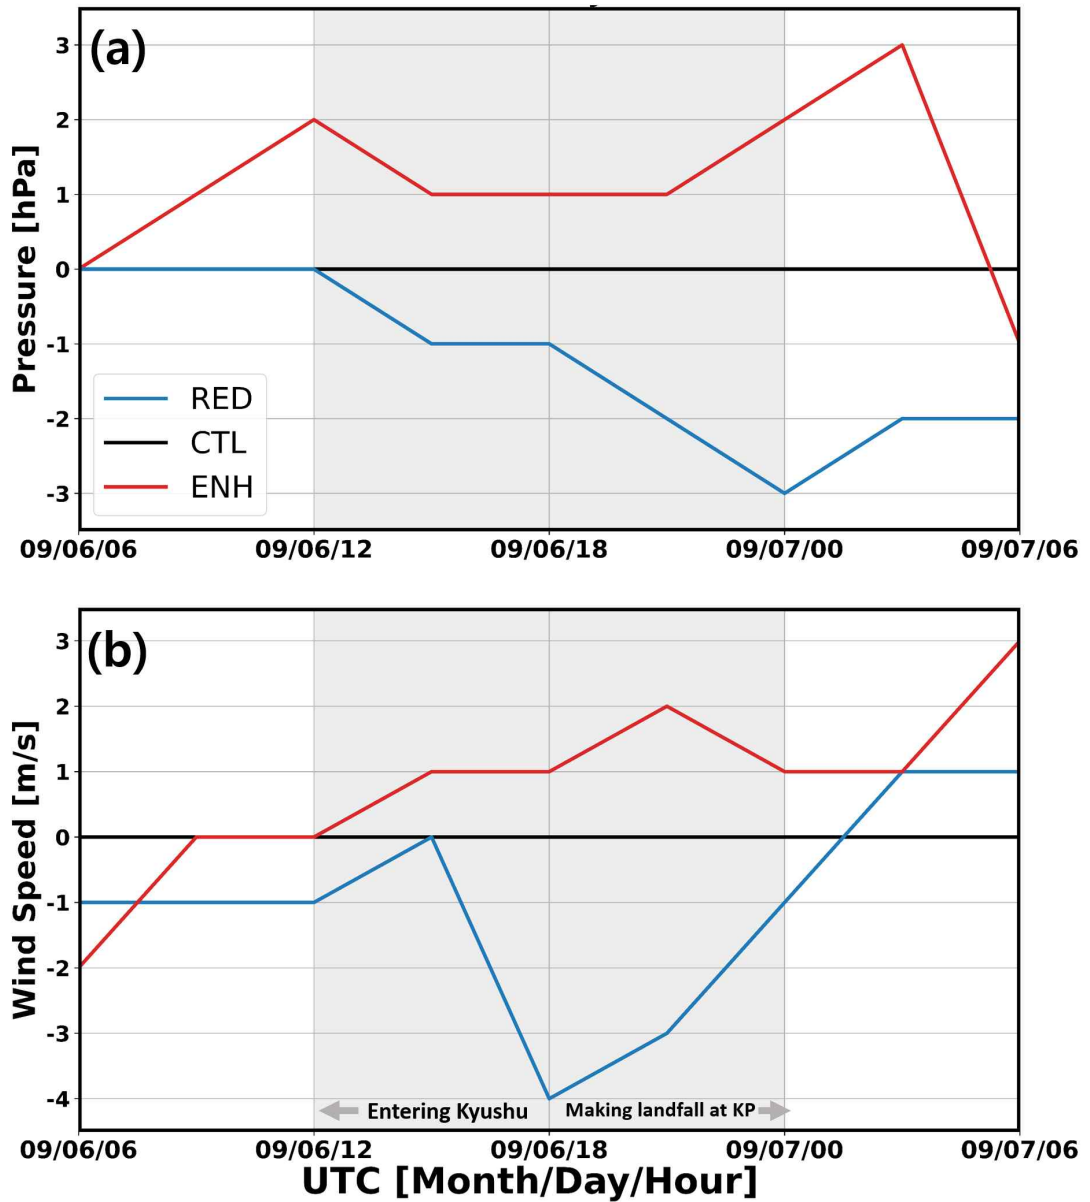 (a)
Pressure [hPa]
3
2
1
0
-1
-2
-3
RED
CTL
ENH
09/06/06 09/06/12 09/06/18 09/07/00 09/07/06
(b)
Wind Speed [m/s]
3
2
1
0
-1
-2
-3
-4
Entering Kyushu Making landfall at KP
09/06/06 09/06/12 09/06/18 09/07/00 09/07/06
UTC [Month/Day/Hour]